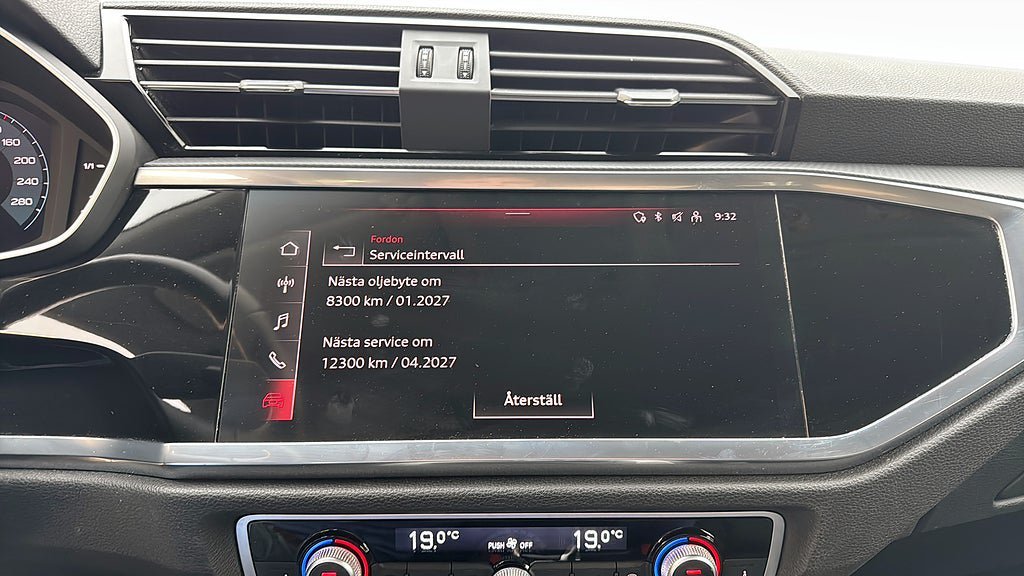 160
200
240
280
1/1
9:32
Fordon
Serviceintervall
Nästa oljebyte om
8300 km / 01.2027
Nästa service om
12300 km / 04.2027
Återställ
19.0°C
PUSH OFF
19.0°C